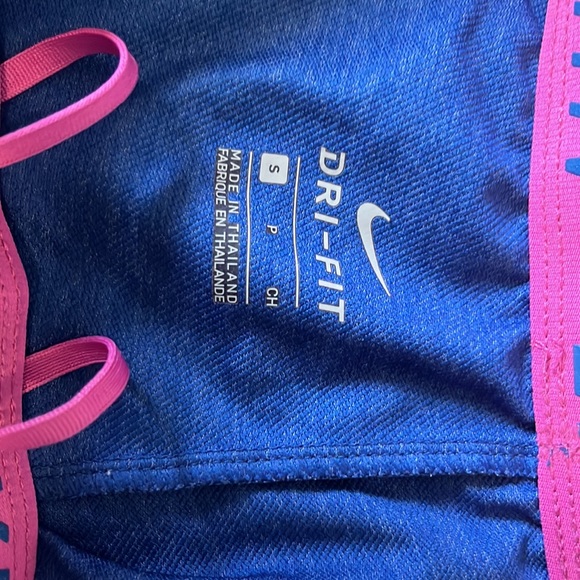 DRI-FIT
S P CH
MADE IN THAILAND
FABRIQUE EN THAILANDE